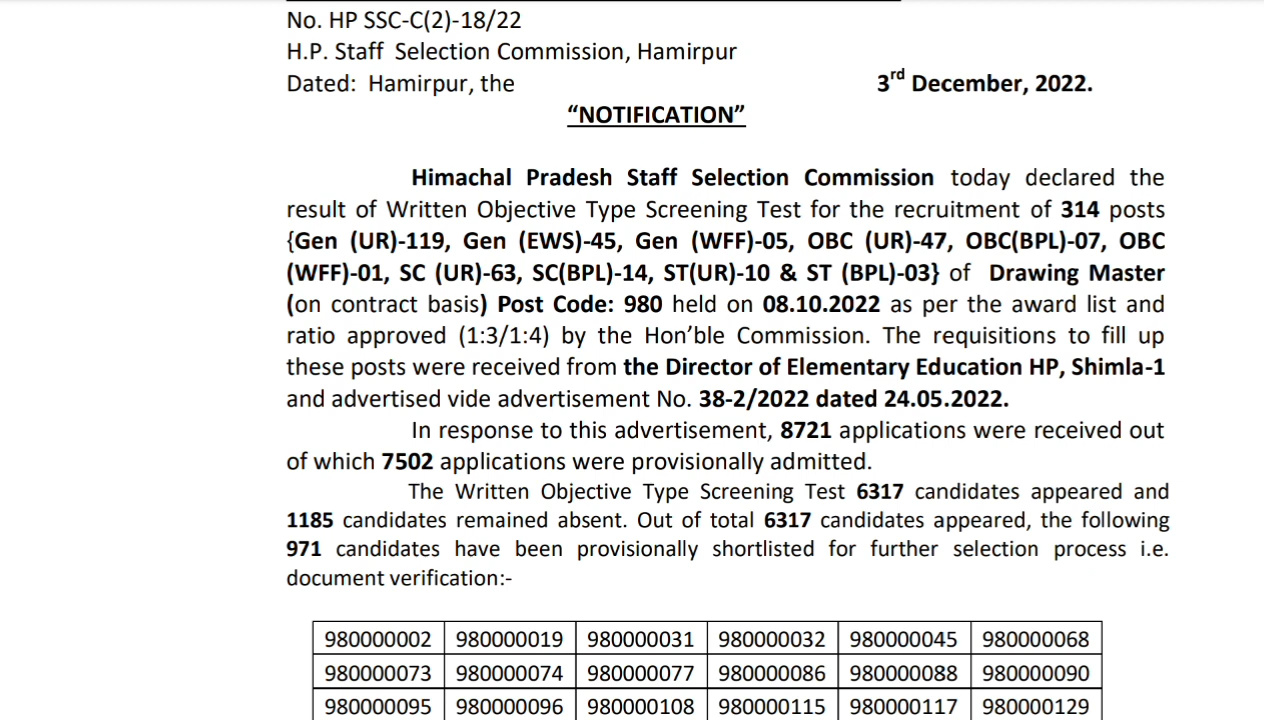 No. HP SSC-C(2)-18/22
H.P. Staff Selection Commission, Hamirpur
Dated: Hamirpur, the 3rd December, 2022.
“NOTIFICATION”
Himachal Pradesh Staff Selection Commission today declared the
result of Written Objective Type Screening Test for the recruitment of 314 posts
{Gen (UR)-119, Gen (EWS)-45, Gen (WFF)-05, OBC (UR)-47, OBC(BPL)-07, OBC
(WFF)-01, SC (UR)-63, SC(BPL)-14, ST(UR)-10 & ST (BPL)-03} of Drawing Master
(on contract basis) Post Code: 980 held on 08.10.2022 as per the award list and
ratio approved (1:3/1:4) by the Hon’ble Commission. The requisitions to fill up
these posts were received from the Director of Elementary Education HP, Shimla-1
and advertised vide advertisement No. 38-2/2022 dated 24.05.2022.
In response to this advertisement, 8721 applications were received out
of which 7502 applications were provisionally admitted.
The Written Objective Type Screening Test 6317 candidates appeared and
1185 candidates remained absent. Out of total 6317 candidates appeared, the following
971 candidates have been provisionally shortlisted for further selection process i.e.
document verification:-
980000002 980000019 980000031 980000032 980000045 980000068
980000073 980000074 980000077 980000086 980000088 980000090
980000095 980000096 980000108 980000115 980000117 980000129